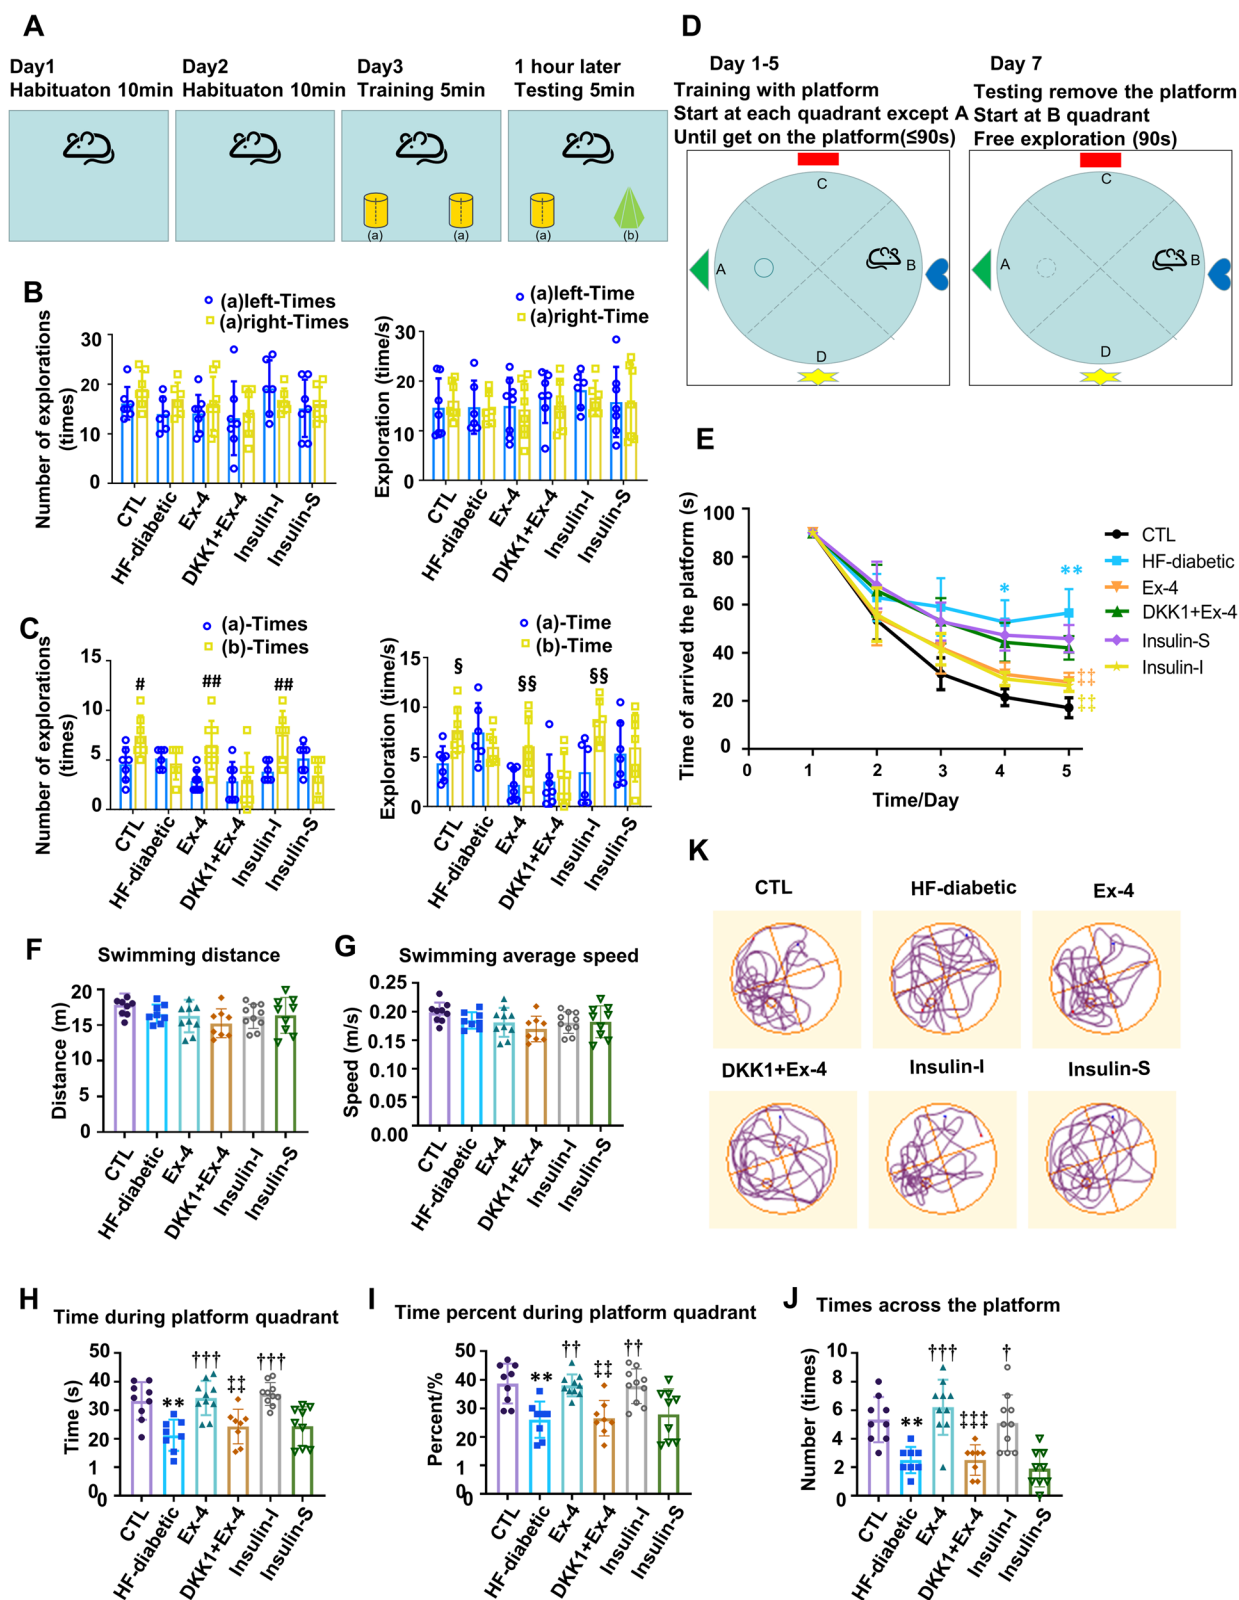 A
Day1
Habituaton 10min
Day2
Habituaton 10min
Day3
Training 5min
1 hour later
Testing 5min
(a)
(a)
(a)
(b)
D
Day 1-5
Training with platform
Start at each quadrant except A
Until get on the platform(≤90s)
Day 7
Testing remove the platform
Start at B quadrant
Free exploration (90s)
C
A
B
D
C
A
B
D
B
(a)left-Times
(a)right-Times
Number of explorations
(times)
30
20
10
0
CTL
HF-diabetic
Ex-4
DKK1+Ex-4
Insulin-I
Insulin-S
(a)left-Time
(a)right-Time
Exploration (time/s)
30
20
10
0
CTL
HF-diabetic
Ex-4
DKK1+Ex-4
Insulin-I
Insulin-S
C
(a)-Times
(b)-Times
Number of explorations
(times)
15
10
5
0
#
##
##
CTL
HF-diabetic
Ex-4
DKK1+Ex-4
Insulin-I
Insulin-S
(a)-Time
(b)-Time
Exploration (time/s)
15
10
5
0
§
§§
§§
CTL
HF-diabetic
Ex-4
DKK1+Ex-4
Insulin-I
Insulin-S
E
Time of arrived the platform (s)
100
80
60
40
20
0
0
1
2
3
4
5
Time/Day
*
**
‡‡
‡‡
CTL
HF-diabetic
Ex-4
DKK1+Ex-4
Insulin-S
Insulin-I
F
Swimming distance
Distance (m)
20
15
10
5
0
CTL
HF-diabetic
Ex-4
DKK1+Ex-4
Insulin-I
Insulin-S
G
Swimming average speed
Speed (m/s)
0.25
0.20
0.15
0.10
0.05
0.00
CTL
HF-diabetic
Ex-4
DKK1+Ex-4
Insulin-I
Insulin-S
K
CTL
HF-diabetic
Ex-4
DKK1+Ex-4
Insulin-I
Insulin-S
H
Time during platform quadrant
Time (s)
50
40
30
20
1
0
0
**
†††
‡‡
†††
CTL
HF-diabetic
Ex-4
DKK1+Ex-4
Insulin-I
Insulin-S
I
Time percent during platform quadrant
Percent/%
50
40
30
20
1
0
0
**
††
‡‡
††
CTL
HF-diabetic
Ex-4
DKK1+Ex-4
Insulin-I
Insulin-S
J
Times across the platform
Number (times)
10
8
6
4
2
0
**
†††
‡‡‡
†
CTL
HF-diabetic
Ex-4
DKK1+Ex-4
Insulin-I
Insulin-S